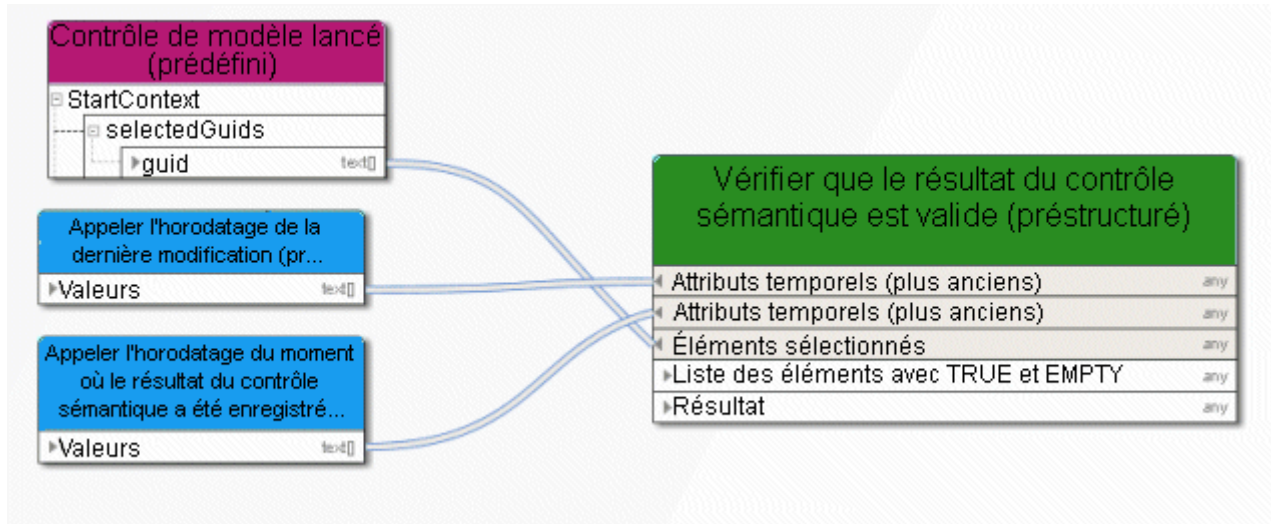 Contrôle de modèle lancé
(prédéfini)
StartContext
selectedGuids
guid text[]
Appeler l'horodatage de la
dernière modification (pr...
Valeurs text[]
Appeler l'horodatage du moment
où le résultat du contrôle
sémantique a été enregistré...
Valeurs text[]
Vérifier que le résultat du contrôle
sémantique est valide (préstructuré)
Attributs temporels (plus anciens) any
Attributs temporels (plus anciens) any
Éléments sélectionnés any
Liste des éléments avec TRUE et EMPTY any
Résultat any